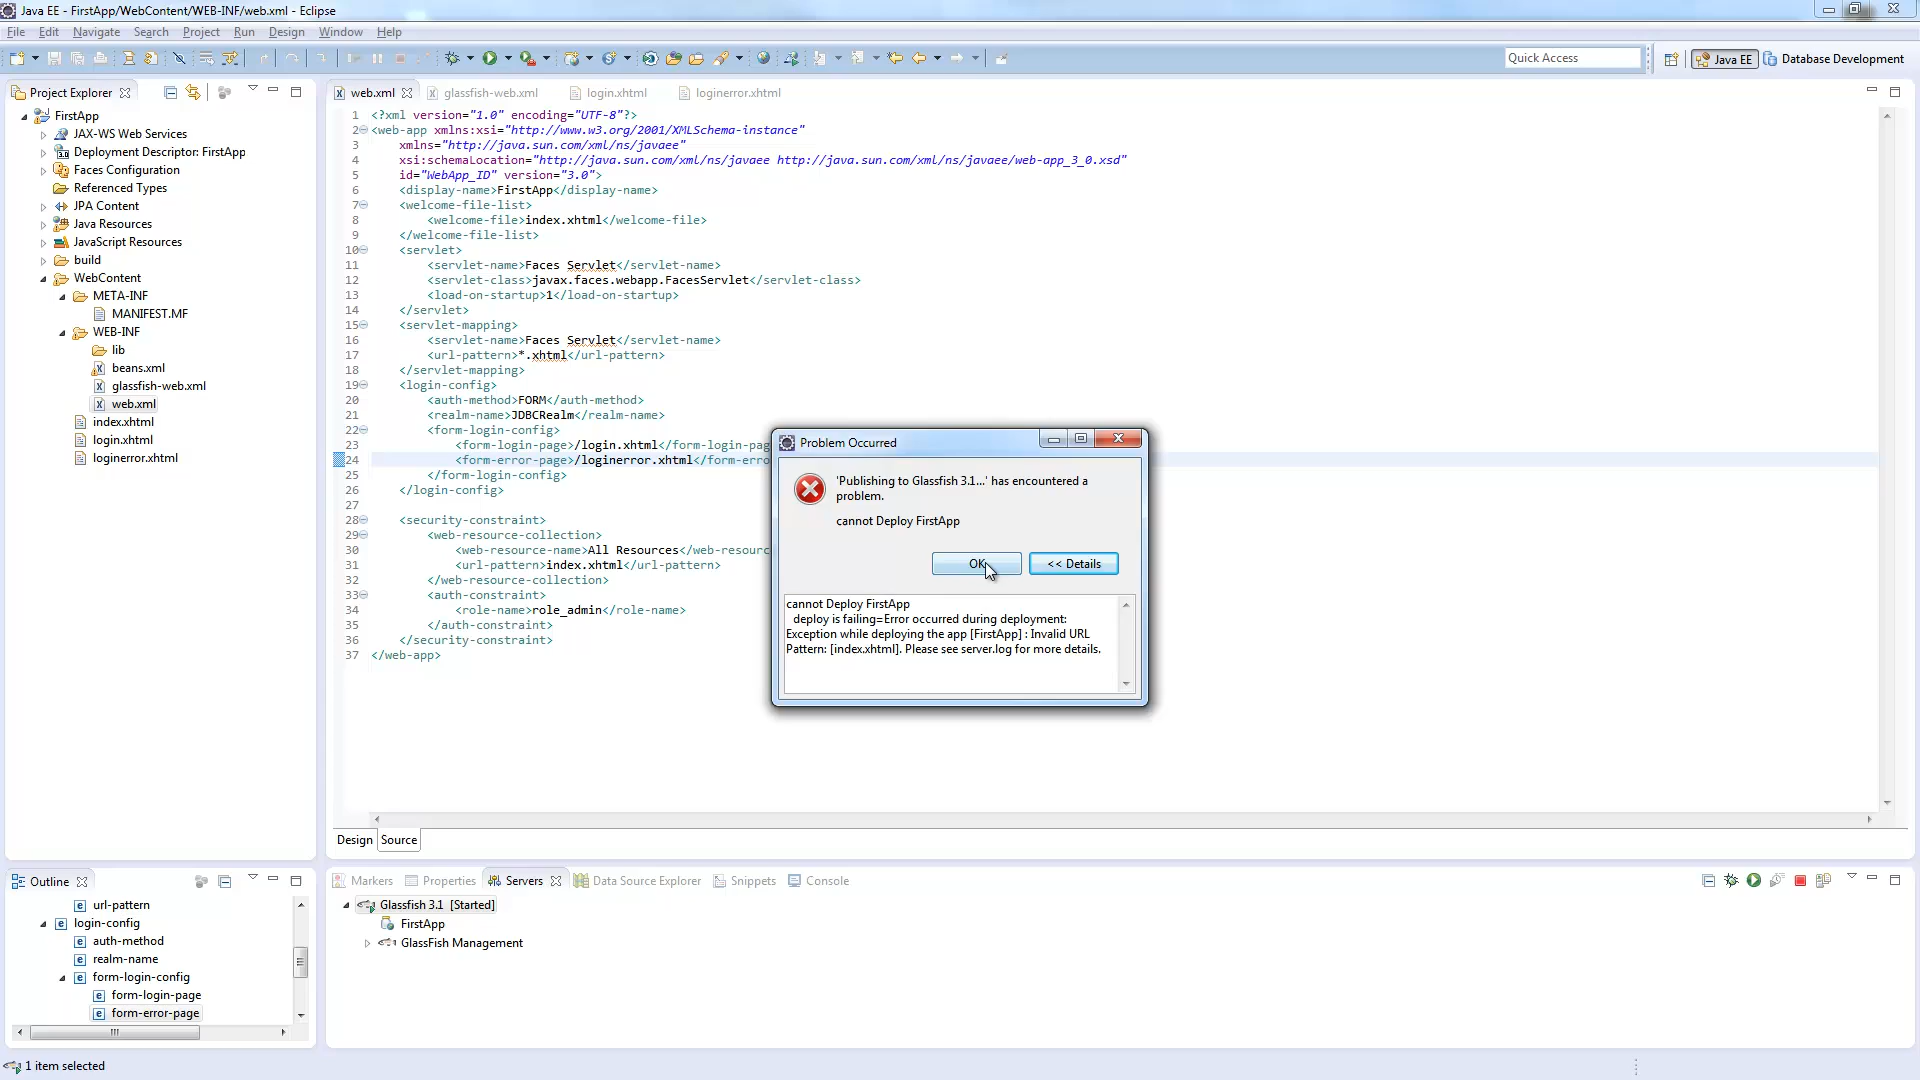 Java EE - FirstApp/WebContent/WEB-INF/web.xml - Eclipse
File Edit Navigate Search Project Run Design Window Help
Quick Access
Java EE
Database Development
Project Explorer
FirstApp
JAX-WS Web Services
Deployment Descriptor: FirstApp
Faces Configuration
Referenced Types
JPA Content
Java Resources
JavaScript Resources
build
WebContent
META-INF
MANIFEST.MF
WEB-INF
lib
beans.xml
glassfish-web.xml
web.xml
index.xhtml
login.xhtml
loginerror.xhtml
web.xml glassfish-web.xml login.xhtml loginerror.xhtml
1 <?xml version="1.0" encoding="UTF-8"?>
2 <web-app xmlns:xsi="http://www.w3.org/2001/XMLSchema-instance"
3 xmlns="http://java.sun.com/xml/ns/javaee"
4 xsi:schemaLocation="http://java.sun.com/xml/ns/javaee http://java.sun.com/xml/ns/javaee/web-app_3_0.xsd"
5 id="WebApp_ID" version="3.0">
6 <display-name>FirstApp</display-name>
7 <welcome-file-list>
8 <welcome-file>index.xhtml</welcome-file>
9 </welcome-file-list>
10 <servlet>
11 <servlet-name>Faces Servlet</servlet-name>
12 <servlet-class>javax.faces.webapp.FacesServlet</servlet-class>
13 <load-on-startup>1</load-on-startup>
14 </servlet>
15 <servlet-mapping>
16 <servlet-name>Faces Servlet</servlet-name>
17 <url-pattern>*.xhtml</url-pattern>
18 </servlet-mapping>
19 <login-config>
20 <auth-method>FORM</auth-method>
21 <realm-name>JDBCRealm</realm-name>
22 <form-login-config>
23 <form-login-page>/login.xhtml</form-login-pag
24 <form-error-page>/loginerror.xhtml</form-erro
25 </form-login-config>
26 </login-config>
27
28 <security-constraint>
29 <web-resource-collection>
30 <web-resource-name>All Resources</web-resourc
31 <url-pattern>index.xhtml</url-pattern>
32 </web-resource-collection>
33 <auth-constraint>
34 <role-name>role_admin</role-name>
35 </auth-constraint>
36 </security-constraint>
37 </web-app>
Problem Occurred
'Publishing to Glassfish 3.1...' has encountered a
problem.
cannot Deploy FirstApp
OK
<< Details
cannot Deploy FirstApp
deploy is failing=Error occurred during deployment:
Exception while deploying the app [FirstApp] : Invalid URL
Pattern: [index.xhtml]. Please see server.log for more details.
Design Source
Outline
url-pattern
login-config
auth-method
realm-name
form-login-config
form-login-page
form-error-page
Markers Properties Servers Data Source Explorer Snippets Console
Glassfish 3.1 [Started]
FirstApp
GlassFish Management
1 item selected